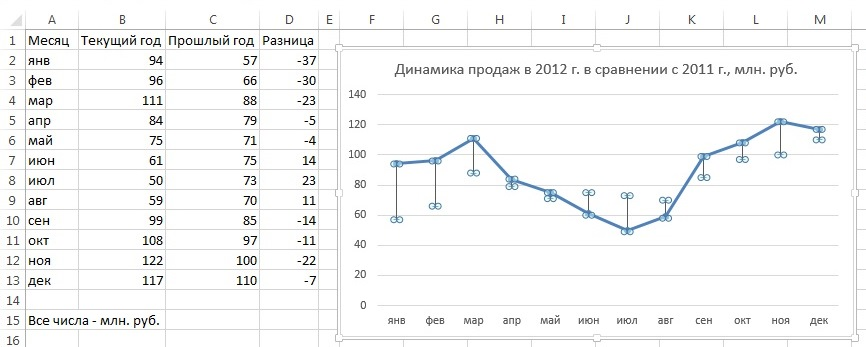 A B C D E F G H I J K L M
1 Месяц Текущий год Прошлый год Разница
2 янв 94 57 -37
3 фев 96 66 -30
4 мар 111 88 -23
5 апр 84 79 -5
6 май 75 71 -4
7 июн 61 75 14
8 июл 50 73 23
9 авг 59 70 11
10 сен 99 85 -14
11 окт 108 97 -11
12 ноя 122 100 -22
13 дек 117 110 -7
14
15 Все числа - млн. руб.
16
Динамика продаж в 2012 г. в сравнении с 2011 г., млн. руб.
140
120
100
80
60
40
20
0
янв фев мар апр май июн июл авг сен окт ноя дек